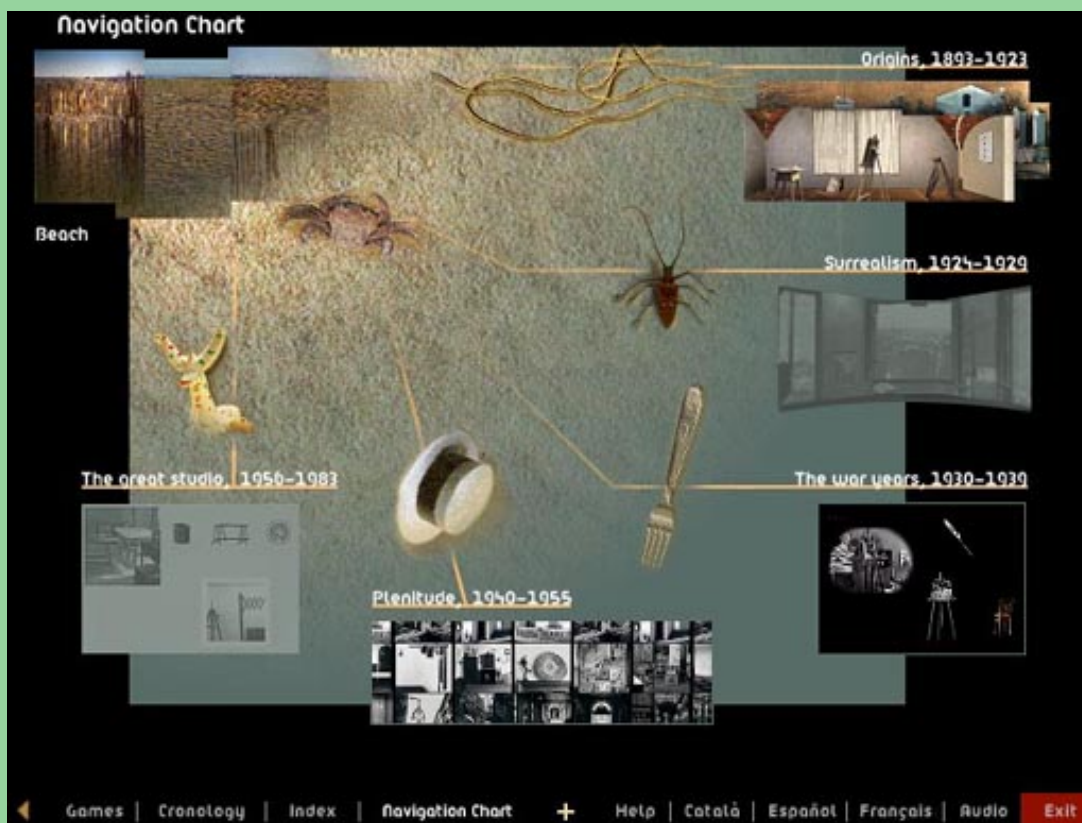 Navigation Chart
Origins, 1893-1923
Beach
Surrealism, 1924-1929
The great studio, 1956-1983
The war years, 1930-1939
Plenitude, 1940-1955
Games | Cronology | Index | Navigation Chart + Help | Català | Español | Français | Audio Exit